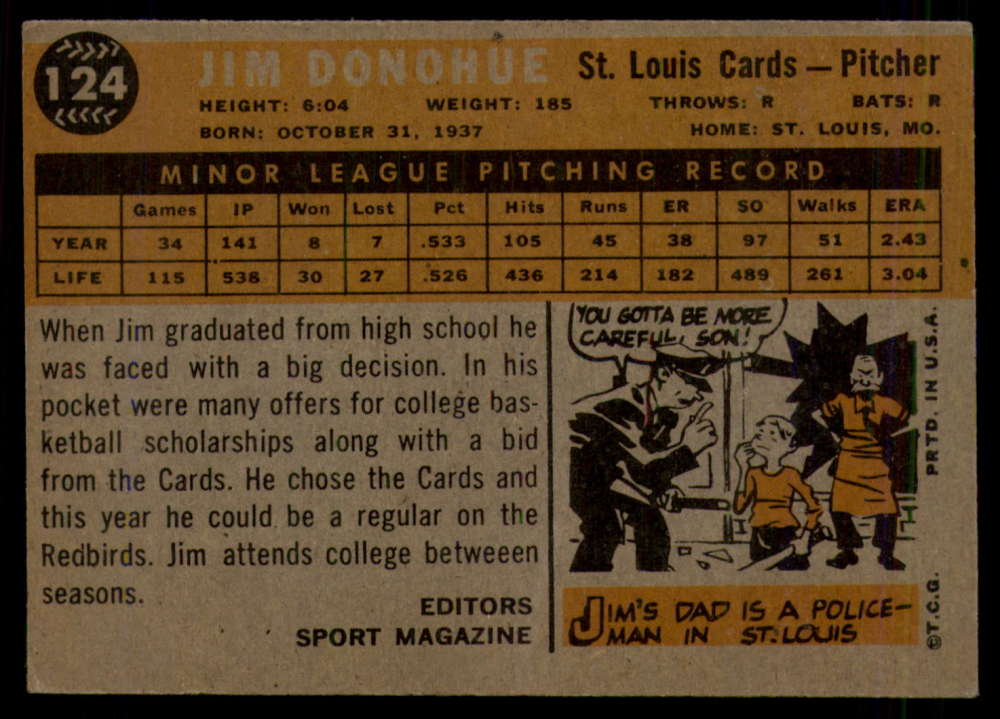 124
JIM DONOHUE St. Louis Cards — Pitcher
HEIGHT: 6:04 WEIGHT: 185 THROWS: R BATS: R
BORN: OCTOBER 31, 1937 HOME: ST. LOUIS, MO.
MINOR LEAGUE PITCHING RECORD
Games IP Won Lost Pct Hits Runs ER SO Walks ERA
YEAR 34 141 8 7 .533 105 45 38 97 51 2.43
LIFE 115 538 30 27 .526 436 214 182 489 261 3.04
When Jim graduated from high school he
was faced with a big decision. In his
pocket were many offers for college bas-
ketball scholarships along with a bid
from the Cards. He chose the Cards and
this year he could be a regular on the
Redbirds. Jim attends college betweeen
seasons.
EDITORS
SPORT MAGAZINE
YOU GOTTA BE MORE
CAREFUL, SON!
JIM'S DAD IS A POLICE-
MAN IN ST. LOUIS
©T.C.G. PRTD. IN U.S.A.